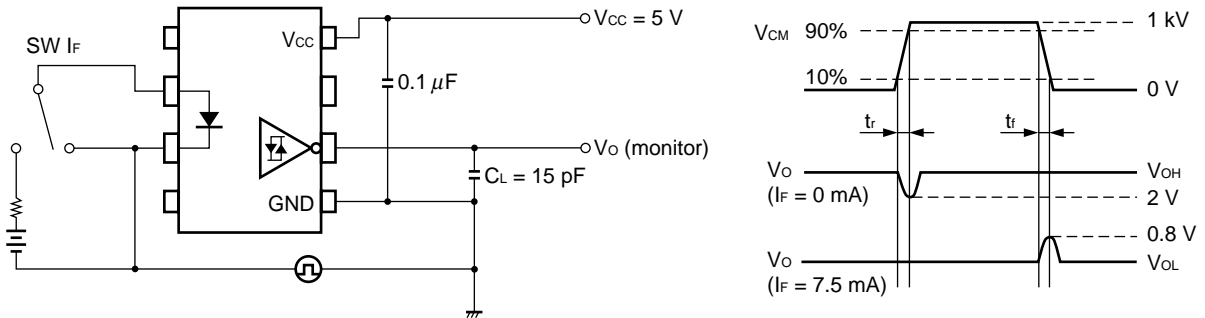 SW IF
VCC
VCC = 5 V
0.1 μF
VO (monitor)
CL = 15 pF
GND
VCM
90%
10%
1 kV
0 V
tr
tf
VO
(IF = 0 mA)
VOH
2 V
0.8 V
VO
(IF = 7.5 mA)
VOL